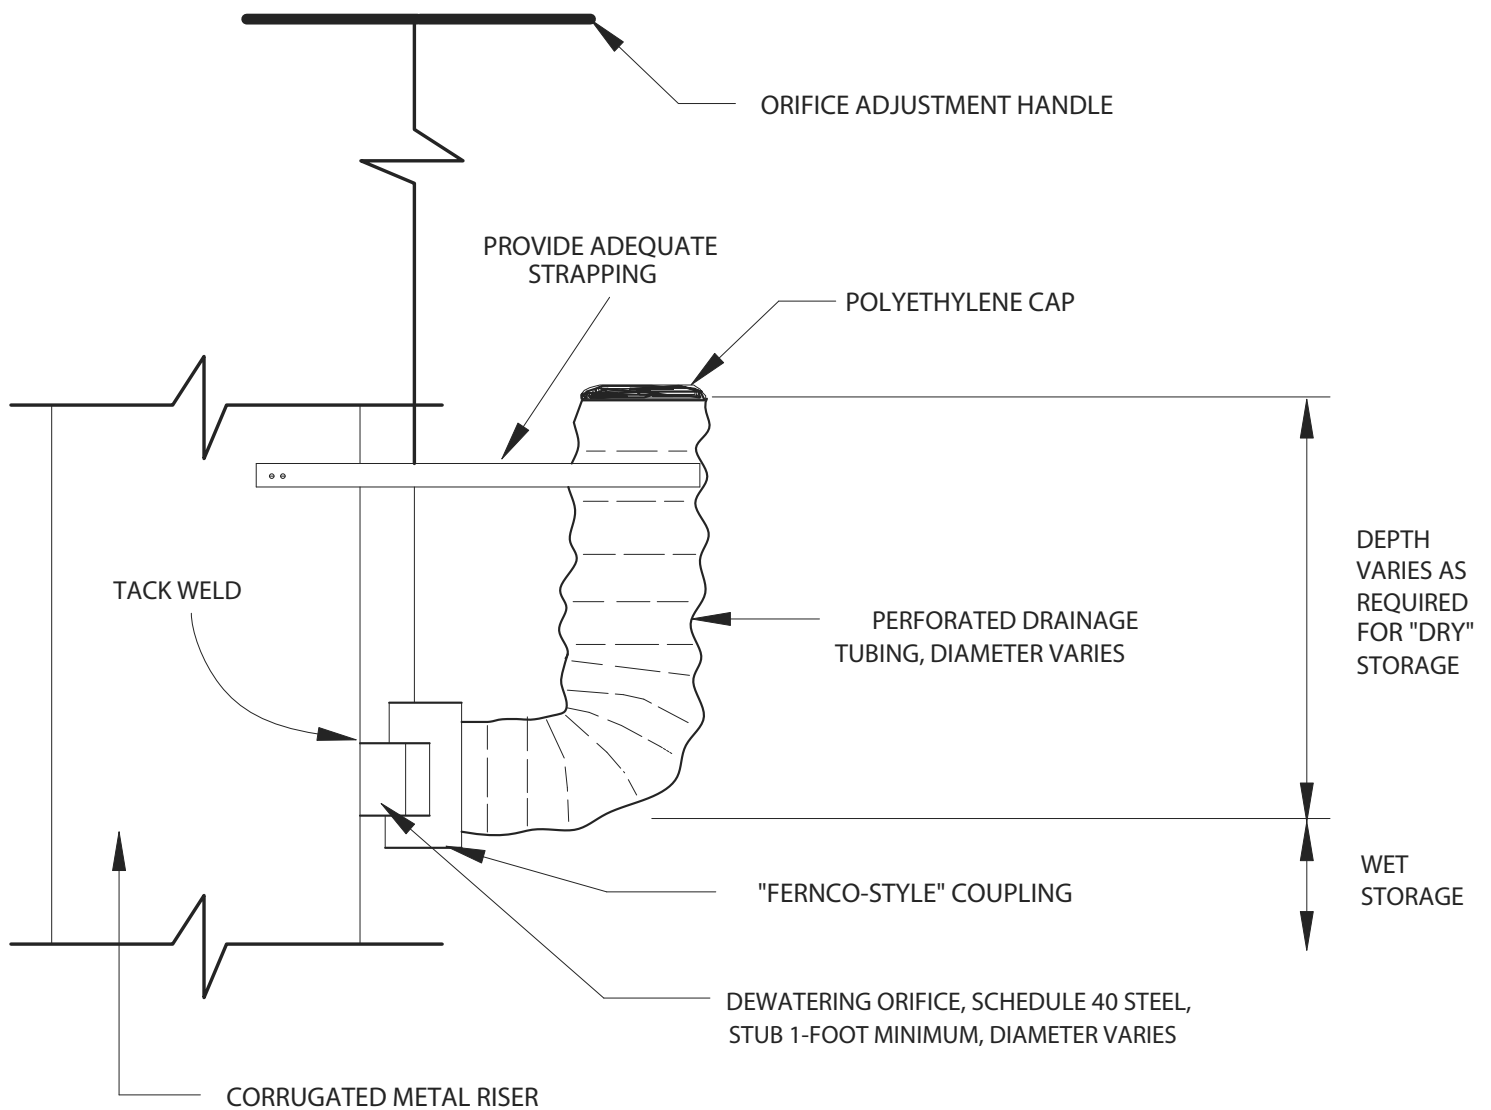 ORIFICE ADJUSTMENT HANDLE
PROVIDE ADEQUATE
STRAPPING
POLYETHYLENE CAP
DEPTH
VARIES AS
REQUIRED
FOR "DRY"
STORAGE
TACK WELD
PERFORATED DRAINAGE
TUBING, DIAMETER VARIES
WET
STORAGE
"FERNCO-STYLE" COUPLING
DEWATERING ORIFICE, SCHEDULE 40 STEEL,
STUB 1-FOOT MINIMUM, DIAMETER VARIES
CORRUGATED METAL RISER